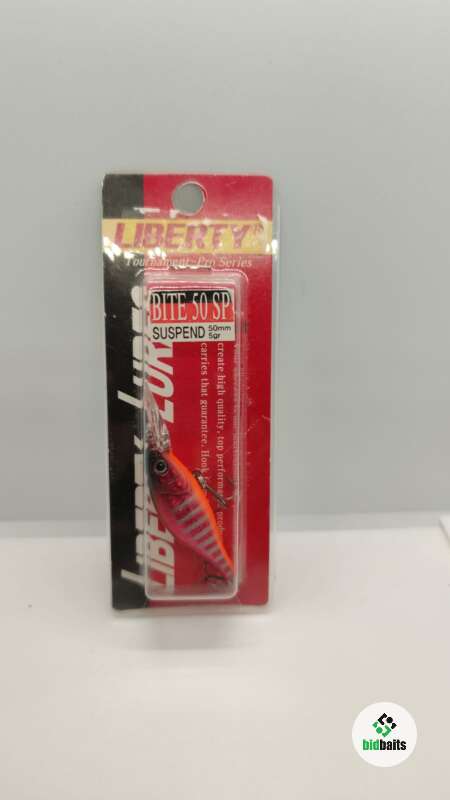 LIBERTY
Tournament-Pro Series
BITE 50 SP
SUSPEND 50mm
5gr
create high quality, top performance
carries that guarantee. Hook
LIBERTY LURES
bidbaits